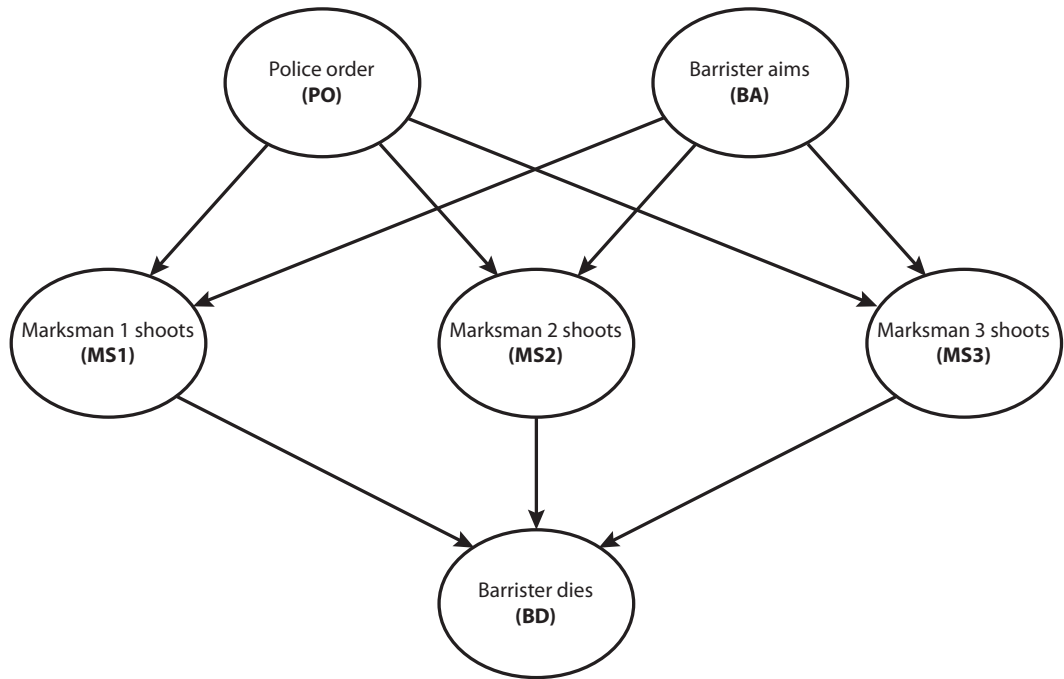 Police order
(PO)
Barrister aims
(BA)
Marksman 1 shoots
(MS1)
Marksman 2 shoots
(MS2)
Marksman 3 shoots
(MS3)
Barrister dies
(BD)